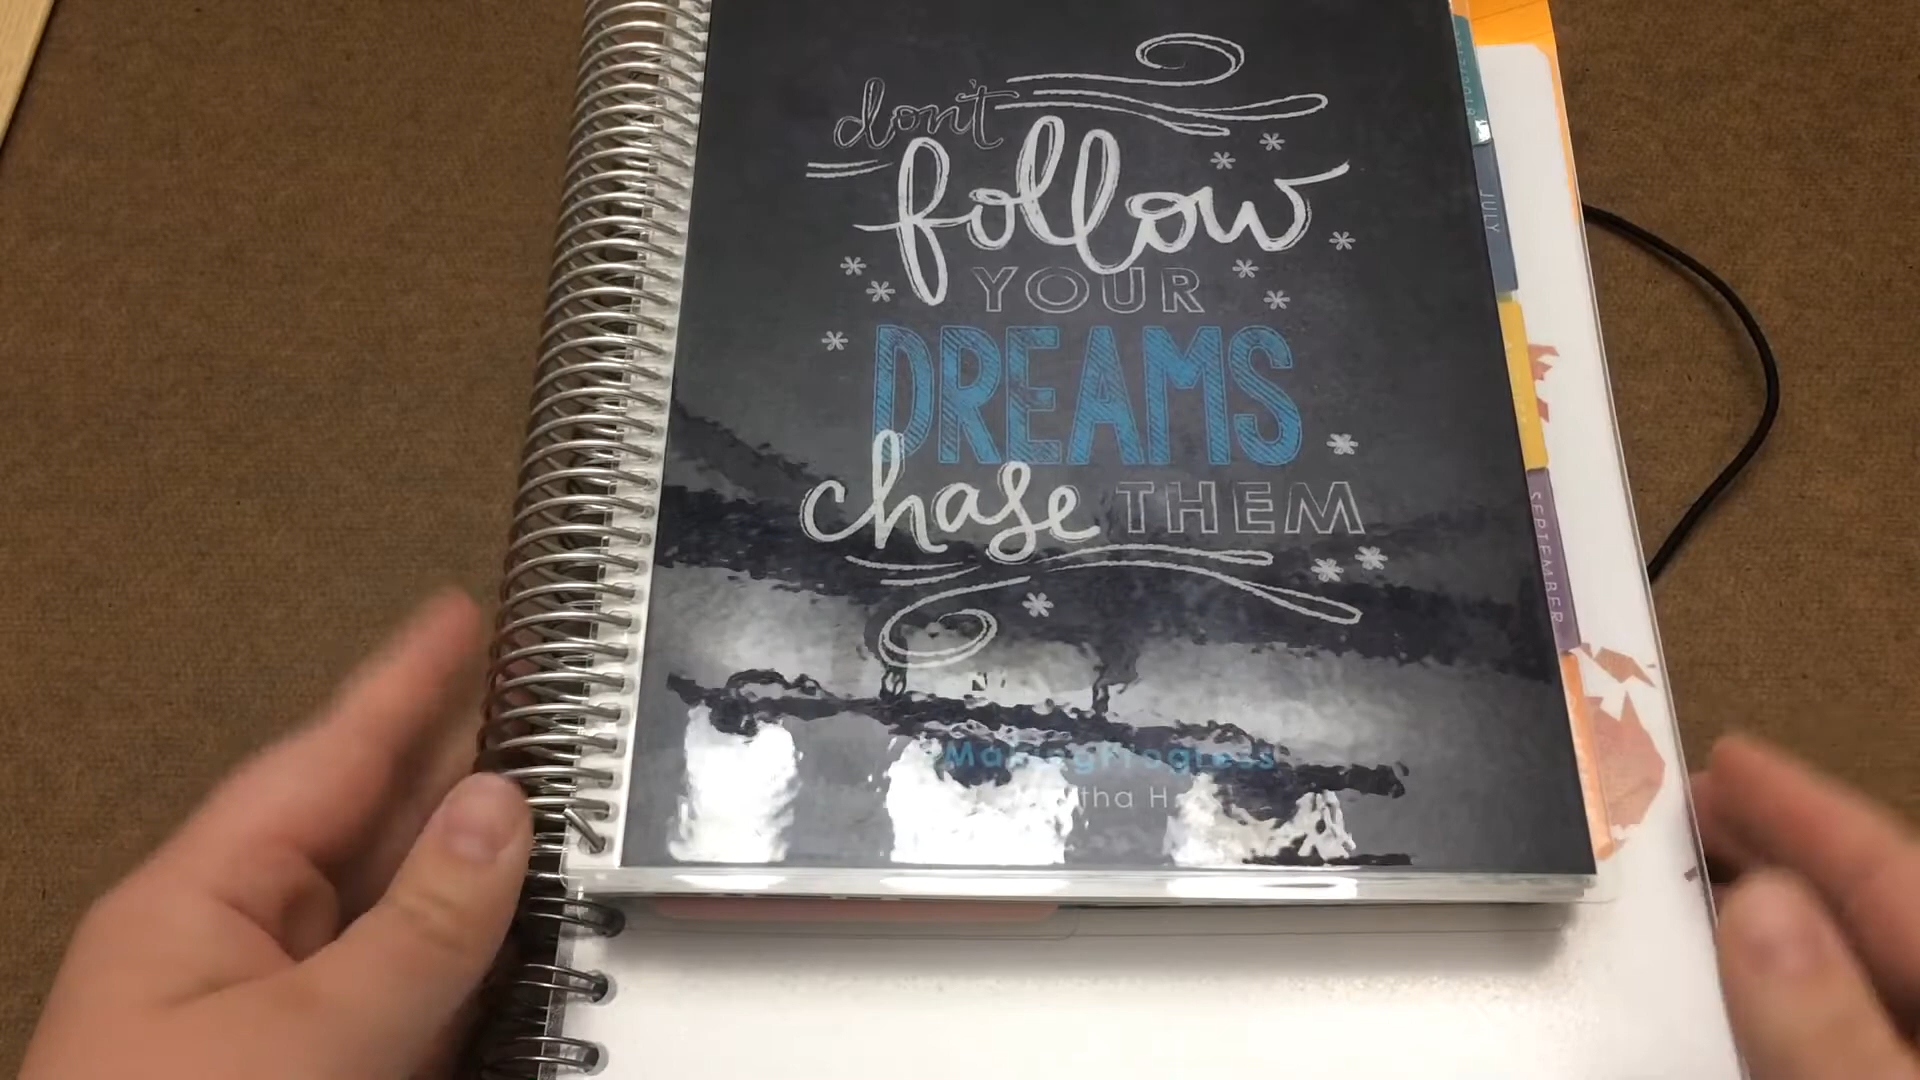 don't
follow
YOUR
DREAMS
chase THEM
JULY
SEPTEMBER